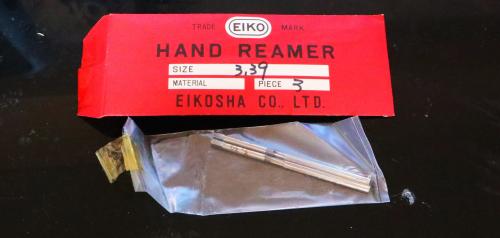 TRADE EIKO MARK
HAND REAMER
SIZE 3,39
MATERIAL PIECE 3
EIKOSHA CO., LTD.